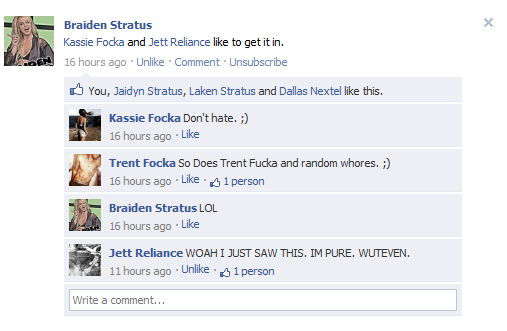 Braiden Stratus
Kassie Focka and Jett Reliance like to get it in.
16 hours ago · Unlike · Comment · Unsubscribe
You, Jaidyn Stratus, Laken Stratus and Dallas Nextel like this.
Kassie Focka Don't hate. ;)
16 hours ago · Like
Trent Focka So Does Trent Fucka and random whores. ;)
16 hours ago · Like · 1 person
Braiden Stratus LOL
16 hours ago · Like
Jett Reliance WOAH I JUST SAW THIS. IM PURE. WUTEVEN.
11 hours ago · Unlike · 1 person
Write a comment...